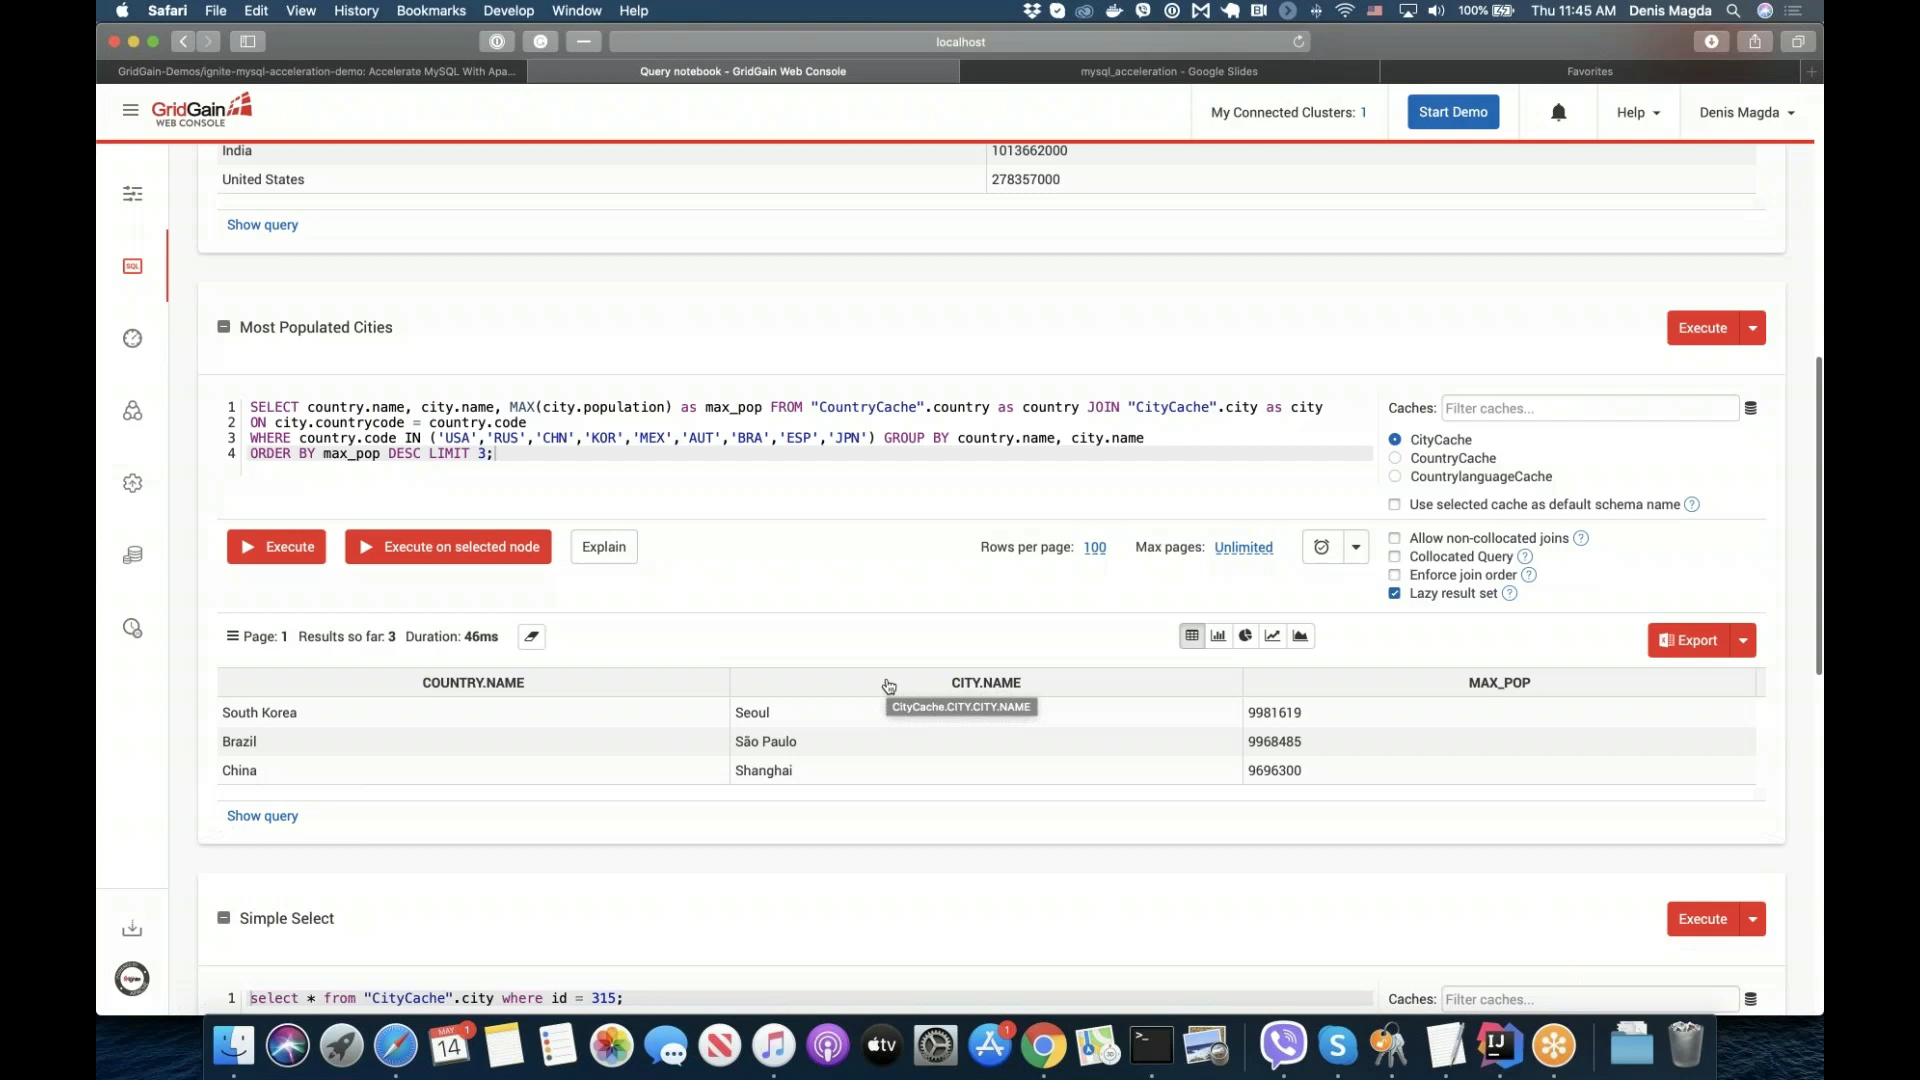 Safari File Edit View History Bookmarks Develop Window Help 100% Thu 11:45 AM Denis Magda
localhost
GridGain-Demos/ignite-mysql-acceleration-demo: Accelerate MySQL With Apa... Query notebook - GridGain Web Console mysql_acceleration - Google Slides Favorites
GridGain
WEB CONSOLE
My Connected Clusters: 1 Start Demo Help Denis Magda
India 1013662000
United States 278357000
Show query
SQL
Most Populated Cities Execute
1 SELECT country.name, city.name, MAX(city.population) as max_pop FROM "CountryCache".country as country JOIN "CityCache".city as city
2 ON city.countrycode = country.code
3 WHERE country.code IN ('USA','RUS','CHN','KOR','MEX','AUT','BRA','ESP','JPN') GROUP BY country.name, city.name
4 ORDER BY max_pop DESC LIMIT 3;
Caches: Filter caches...
CityCache
CountryCache
CountrylanguageCache
Use selected cache as default schema name ?
Execute Execute on selected node Explain Rows per page: 100 Max pages: Unlimited
Allow non-collocated joins ?
Collocated Query ?
Enforce join order ?
Lazy result set ?
Page: 1 Results so far: 3 Duration: 46ms Export
COUNTRY.NAME CITY.NAME MAX_POP
CityCache.CITY.CITY.NAME
South Korea Seoul 9981619
Brazil São Paulo 9968485
China Shanghai 9696300
Show query
Simple Select Execute
1 select * from "CityCache".city where id = 315;
Caches: Filter caches...
MAY 1
14
tv
1
IJ